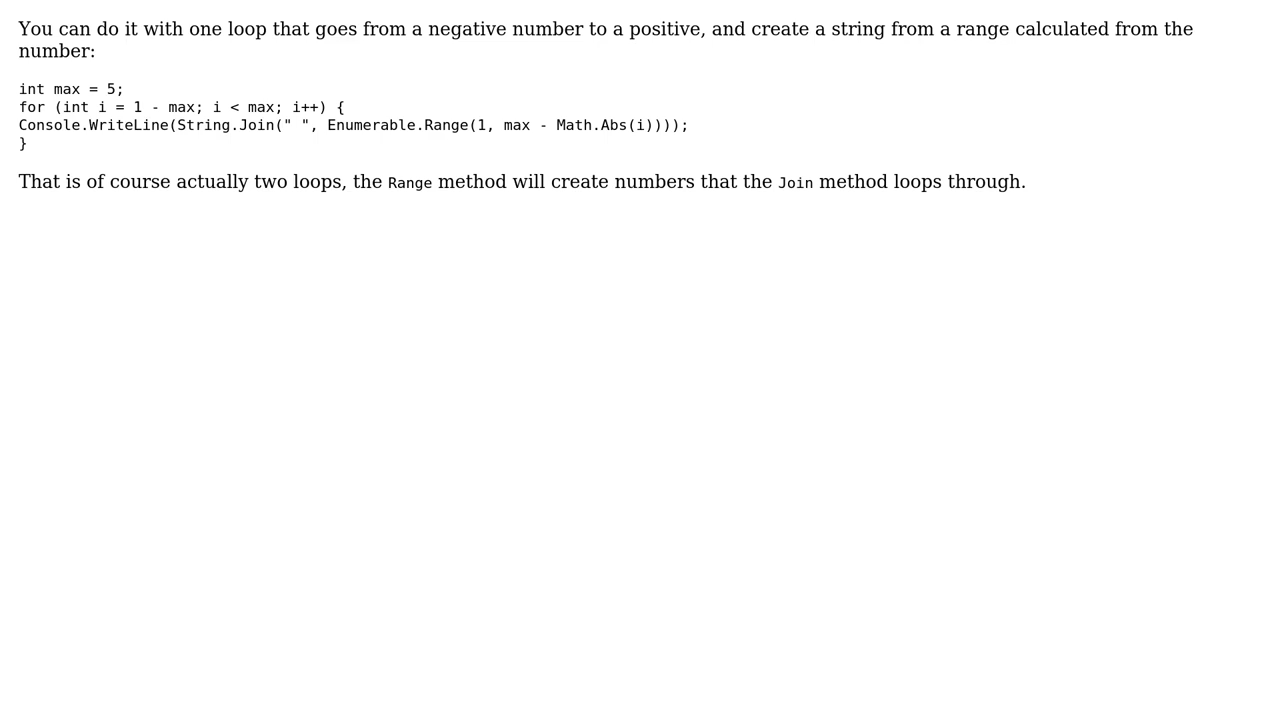 You can do it with one loop that goes from a negative number to a positive, and create a string from a range calculated from the
number:
int max = 5;
for (int i = 1 - max; i < max; i++) {
Console.WriteLine(String.Join(" ", Enumerable.Range(1, max - Math.Abs(i))));
}
That is of course actually two loops, the Range method will create numbers that the Join method loops through.